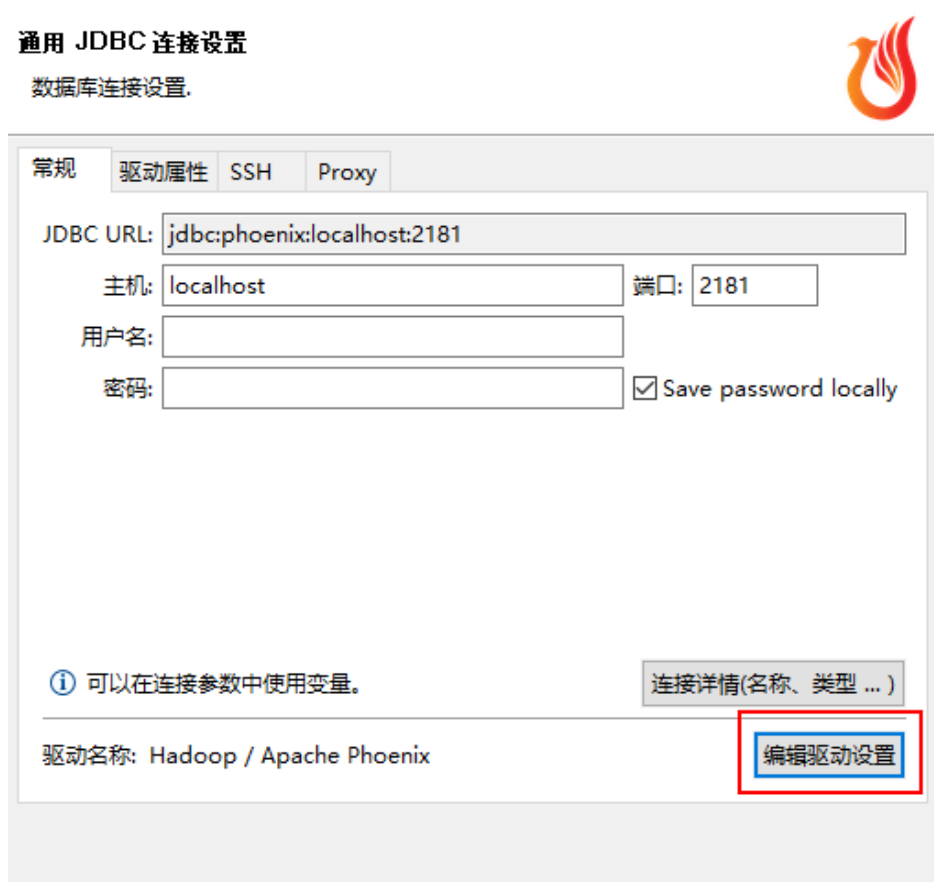 通用 JDBC 连接设置
数据库连接设置.
常规 驱动属性 SSH Proxy
JDBC URL: jdbc:phoenix:localhost:2181
主机: localhost 端口: 2181
用户名:
密码: Save password locally
可以在连接参数中使用变量。 连接详情(名称、类型 ... )
驱动名称: Hadoop / Apache Phoenix 编辑驱动设置